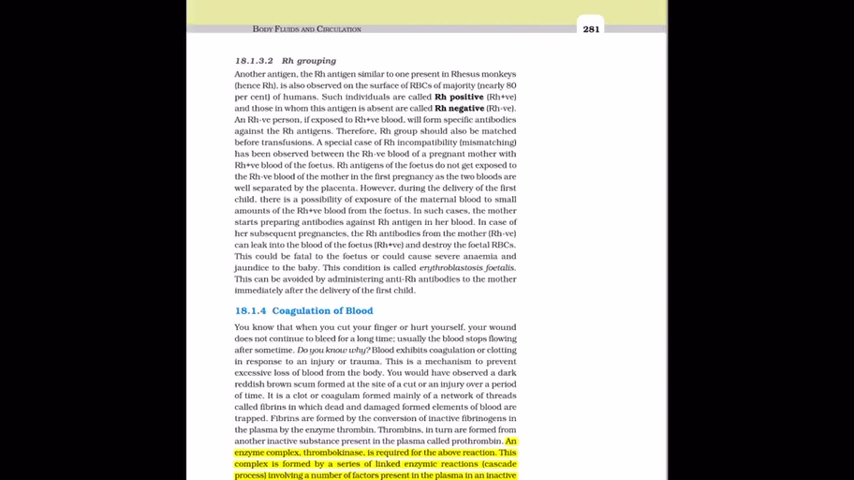 BODY FLUIDS AND CIRCULATION
281
18.1.3.2 Rh grouping
Another antigen, the Rh antigen similar to one present in Rhesus monkeys
(hence Rh), is also observed on the surface of RBCs of majority (nearly 80
per cent) of humans. Such individuals are called Rh positive (Rh+ve)
and those in whom this antigen is absent are called Rh negative (Rh-ve).
An Rh-ve person, if exposed to Rh+ve blood, will form specific antibodies
against the Rh antigens. Therefore, Rh group should also be matched
before transfusions. A special case of Rh incompatibility (mismatching)
has been observed between the Rh-ve blood of a pregnant mother with
Rh+ve blood of the foetus. Rh antigens of the foetus do not get exposed to
the Rh-ve blood of the mother in the first pregnancy as the two bloods are
well separated by the placenta. However, during the delivery of the first
child, there is a possibility of exposure of the maternal blood to small
amounts of the Rh+ve blood from the foetus. In such cases, the mother
starts preparing antibodies against Rh antigen in her blood. In case of
her subsequent pregnancies, the Rh antibodies from the mother (Rh-ve)
can leak into the blood of the foetus (Rh+ve) and destroy the foetal RBCs.
This could be fatal to the foetus or could cause severe anaemia and
jaundice to the baby. This condition is called erythroblastosis foetalis.
This can be avoided by administering anti-Rh antibodies to the mother
immediately after the delivery of the first child.
18.1.4 Coagulation of Blood
You know that when you cut your finger or hurt yourself, your wound
does not continue to bleed for a long time; usually the blood stops flowing
after sometime. Do you know why? Blood exhibits coagulation or clotting
in response to an injury or trauma. This is a mechanism to prevent
excessive loss of blood from the body. You would have observed a dark
reddish brown scum formed at the site of a cut or an injury over a period
of time. It is a clot or coagulam formed mainly of a network of threads
called fibrins in which dead and damaged formed elements of blood are
trapped. Fibrins are formed by the conversion of inactive fibrinogens in
the plasma by the enzyme thrombin. Thrombins, in turn are formed from
another inactive substance present in the plasma called prothrombin. An
enzyme complex, thrombokinase, is required for the above reaction. This
complex is formed by a series of linked enzymic reactions (cascade
process) involving a number of factors present in the plasma in an inactive